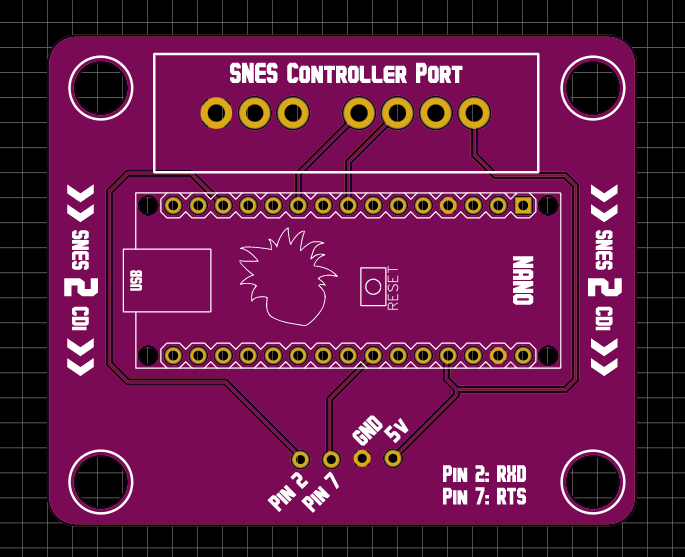 SNES Controller Port
SNES
2
CDi
USB
RESET
NANO
SNES
2
CDi
GND
5v
Pin 2
Pin 7
Pin 2: RXD
Pin 7: RTS